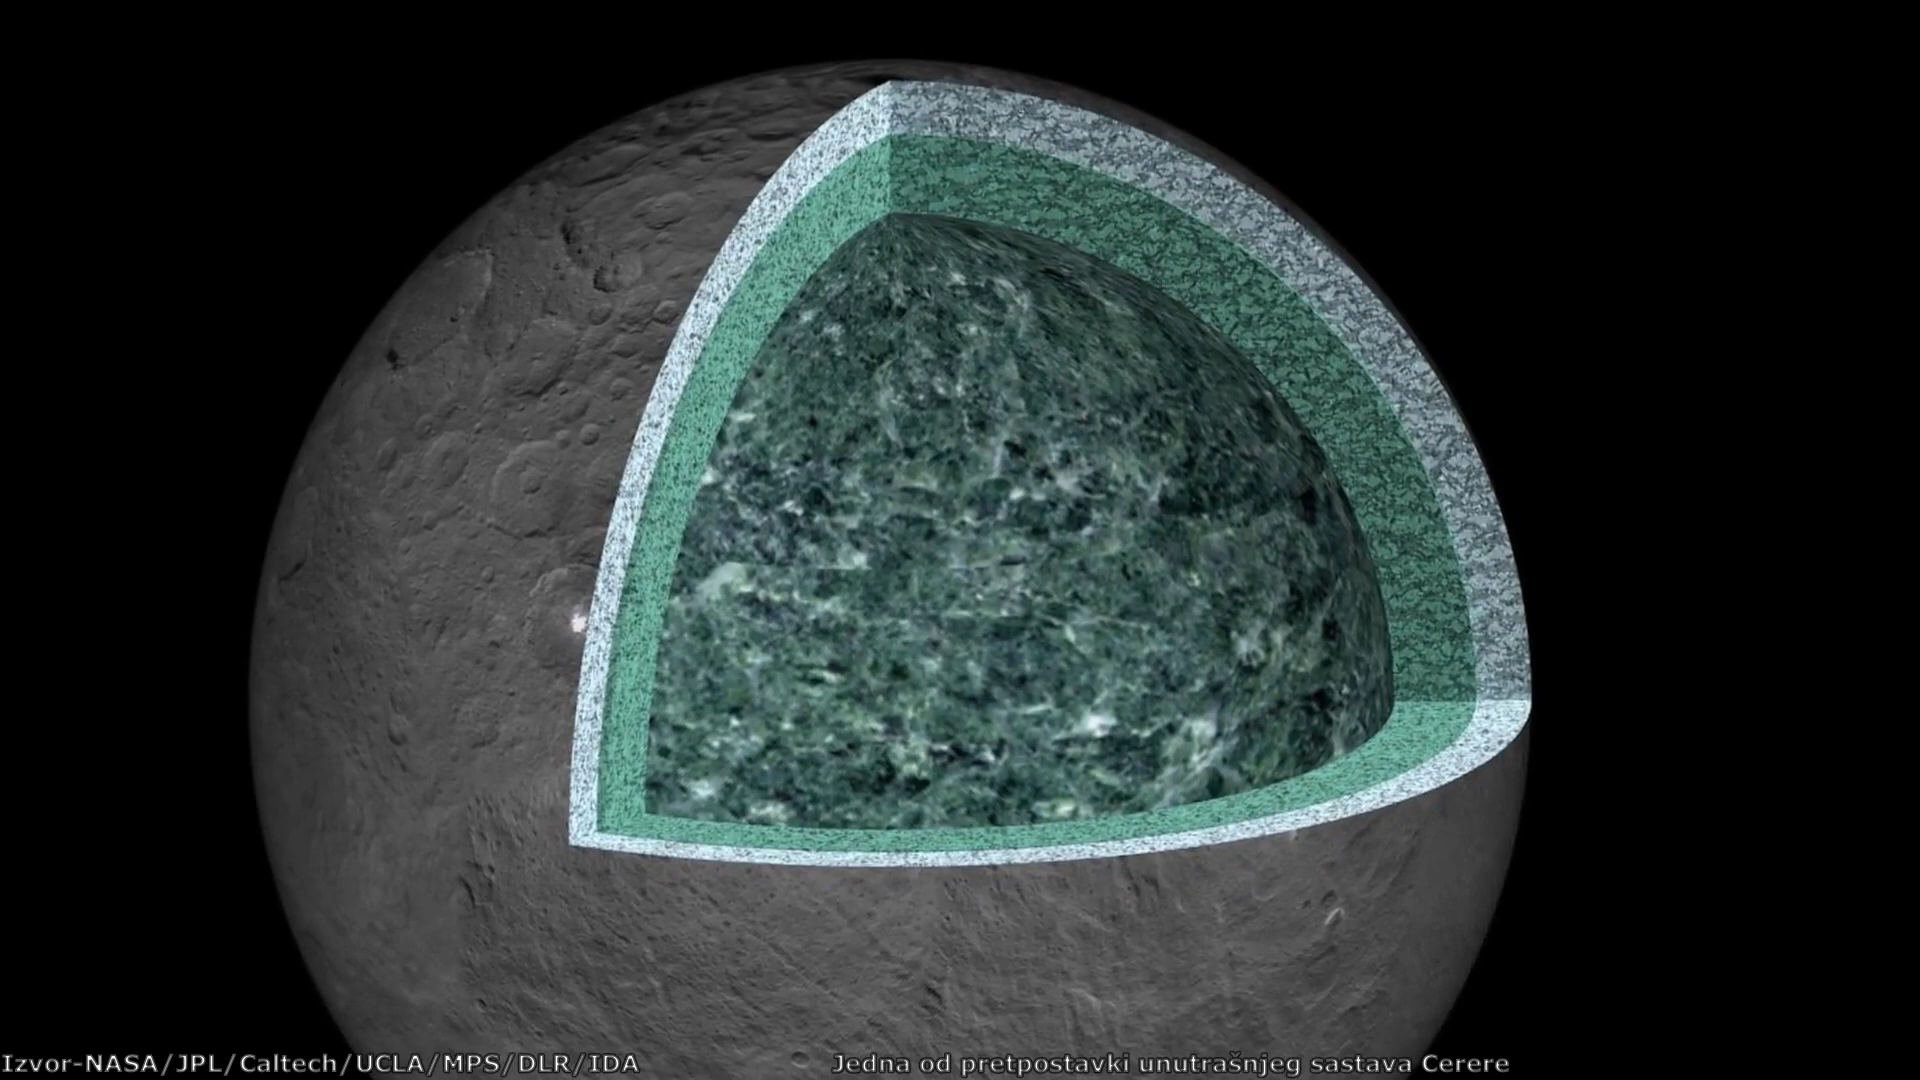 Izvor-NASA/JPL/Caltech/UCLA/MPS/DLR/IDA
Jedna od pretpostavki unutrašnjeg sastava Cerere